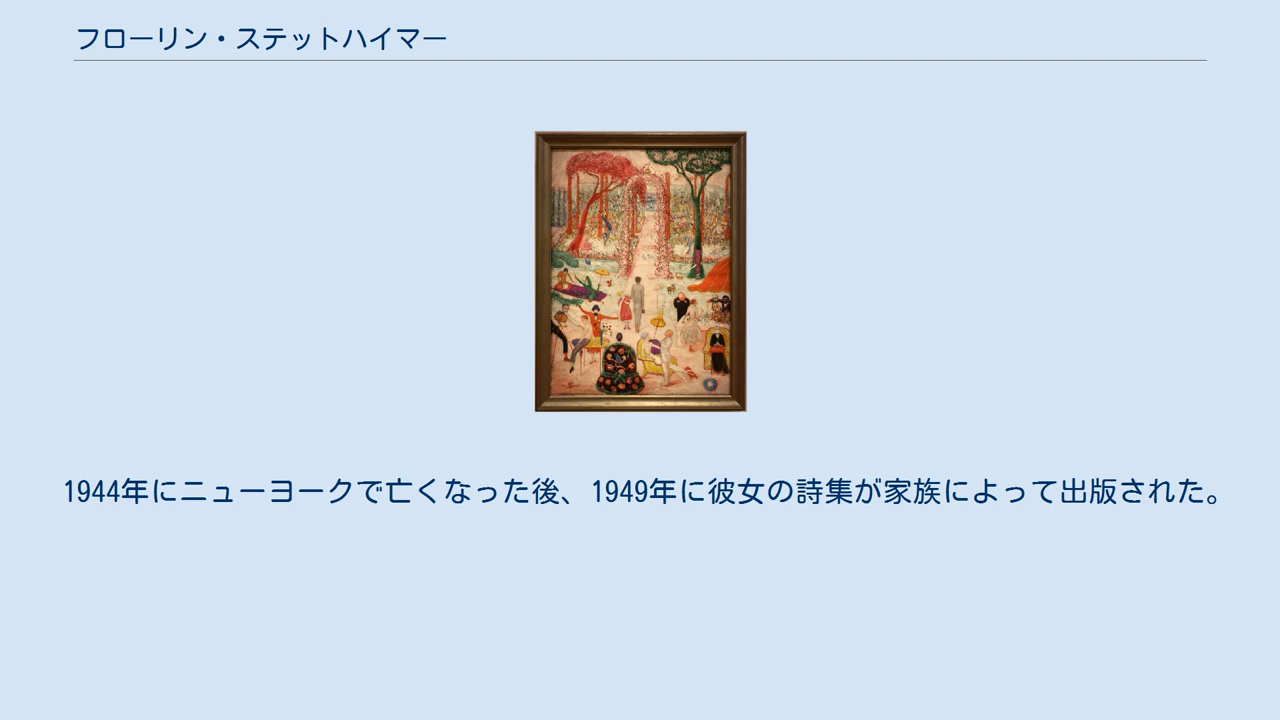 フローリン・ステットハイマー
1944年にニューヨークで亡くなった後、1949年に彼女の詩集が家族によって出版された。